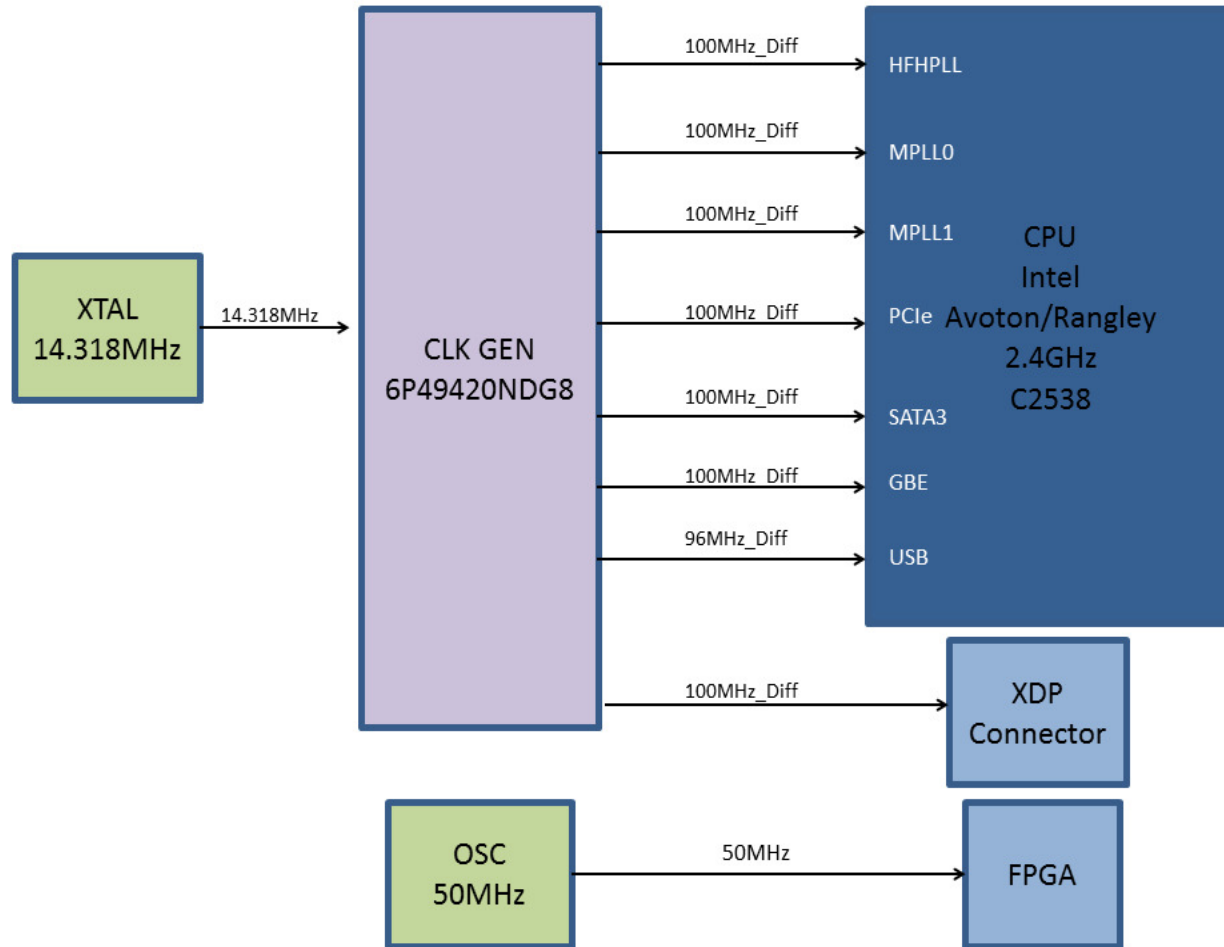 100MHz_Diff
HFHPLL
100MHz_Diff
MPLL0
100MHz_Diff
MPLL1
XTAL
14.318MHz
14.318MHz
CLK GEN
6P49420NDG8
100MHz_Diff
PCIe
CPU
Intel
Avoton/Rangley
2.4GHz
C2538
100MHz_Diff
SATA3
100MHz_Diff
GBE
96MHz_Diff
USB
100MHz_Diff
XDP
Connector
OSC
50MHz
50MHz
FPGA